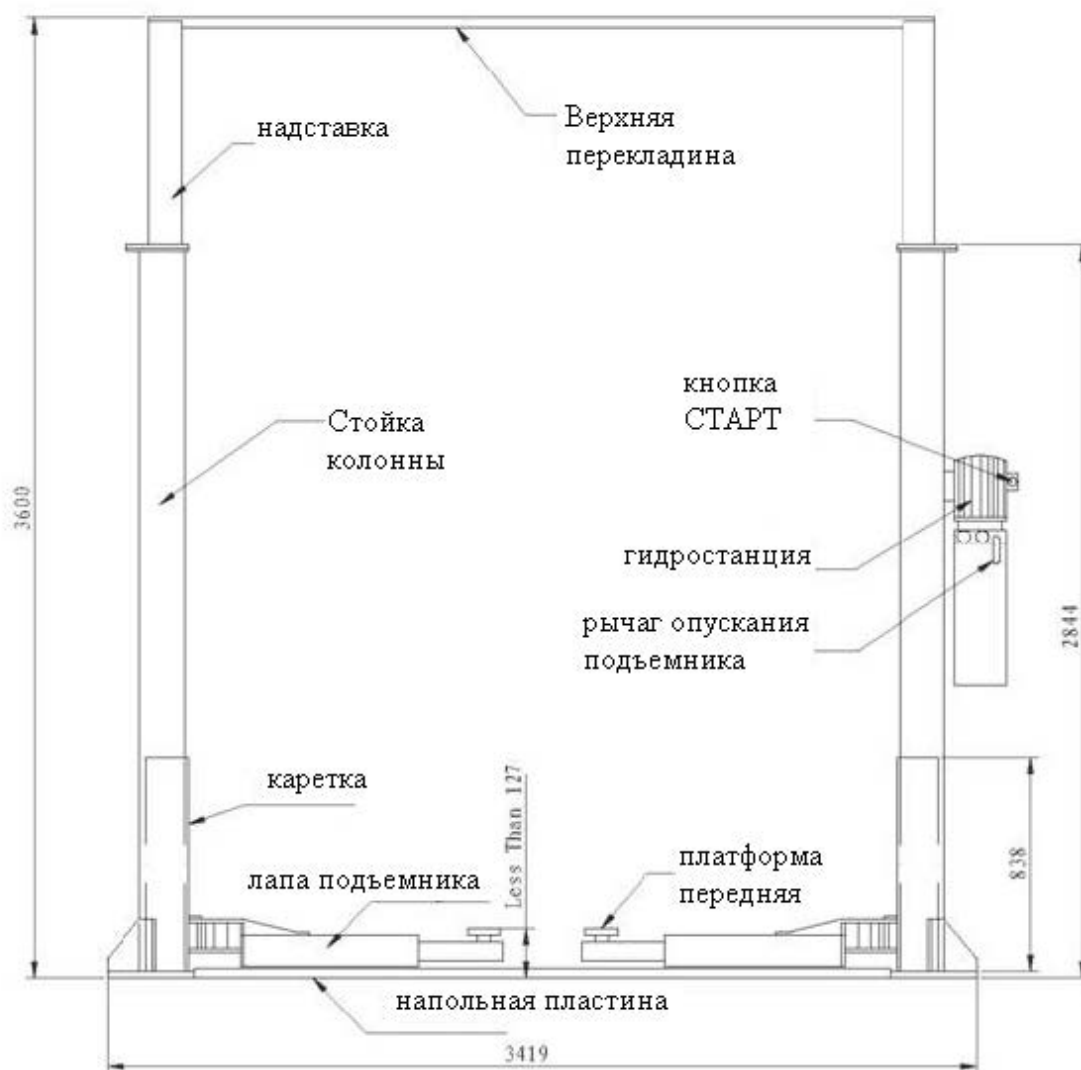 Верхняя
перекладина
надставка
кнопка
СТАРТ
Стойка
колонны
3600
гидростанция
рычаг опускания
подъемника
2844
каретка
Less Than 127
платформа
передняя
838
лапа подъемника
напольная пластина
3419